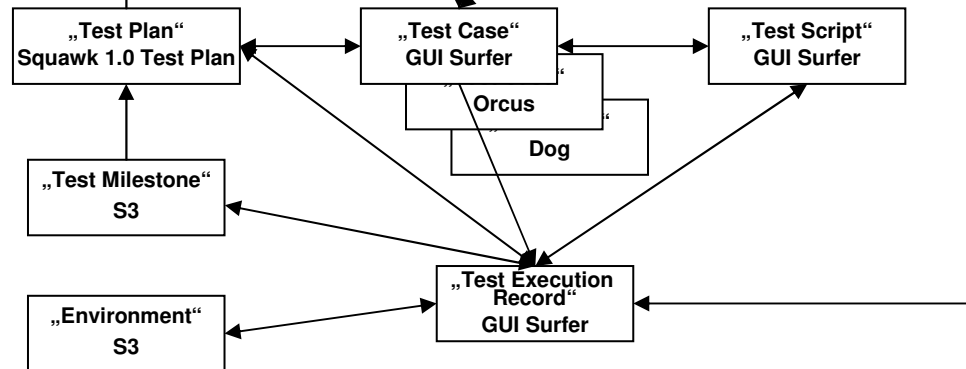 „Test Plan“
Squawk 1.0 Test Plan
„Test Case“
GUI Surfer
„Test Script“
GUI Surfer
“
Orcus
“
Dog
„Test Milestone“
S3
„Test Execution
Record“
GUI Surfer
„Environment“
S3